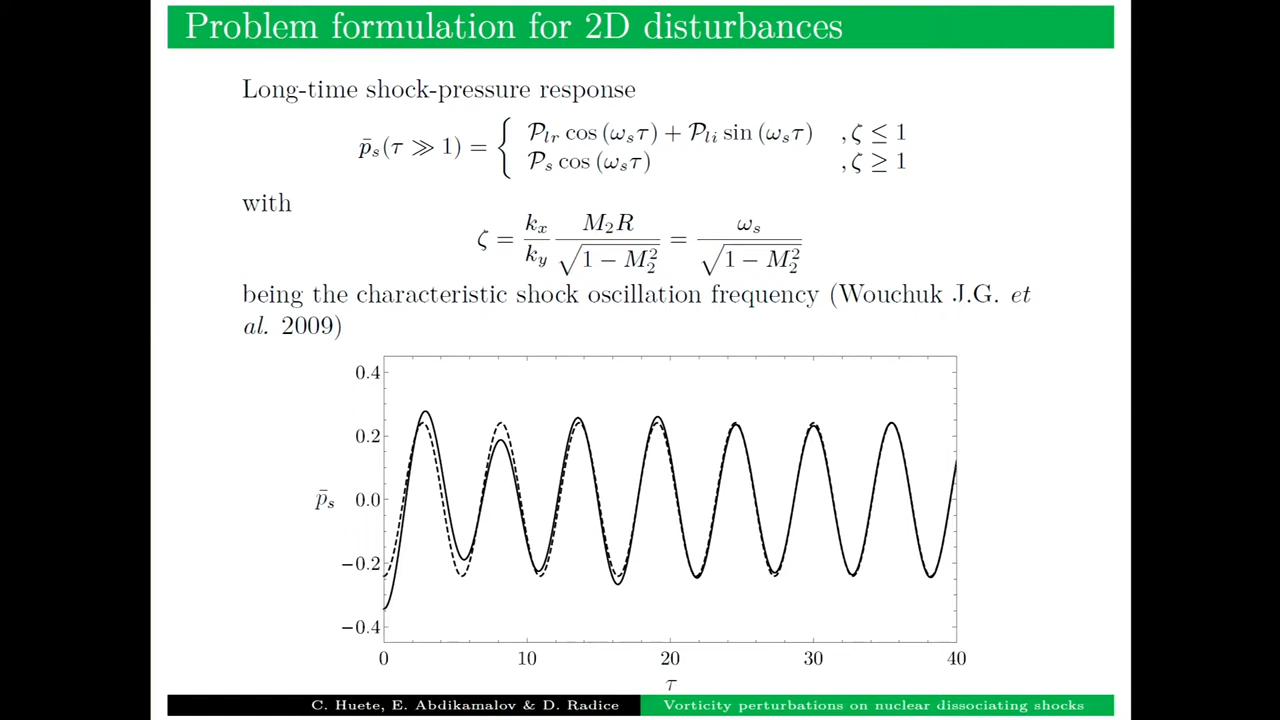 Problem formulation for 2D disturbances
Long-time shock-pressure response
p̄ₛ(τ ≫ 1) = { 𝒫ₗᵣ cos (ωₛτ) + 𝒫ₗᵢ sin (ωₛτ) , ζ ≤ 1
𝒫ₛ cos (ωₛτ) , ζ ≥ 1
with
ζ = kₓ/k_y M₂R/√(1 − M₂²) = ωₛ/√(1 − M₂²)
being the characteristic shock oscillation frequency (Wouchuk J.G. et
al. 2009)
0.4
0.2
0.0
−0.2
−0.4
p̄ₛ
0 10 20 30 40
τ
C. Huete, E. Abdikamalov & D. Radice
Vorticity perturbations on nuclear dissociating shocks